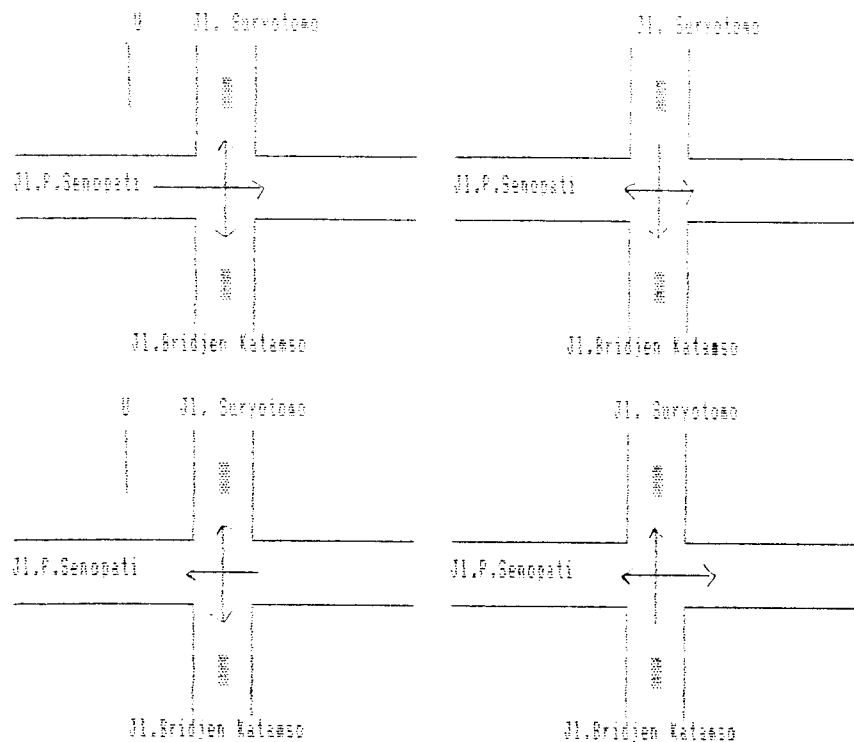 U Jl. Suryotomo Jl. Suryotomo
Jl.P.Senopati Jl.P.Senopati
Jl.Bridjen Katamso Jl.Bridjen Katamso
U Jl. Suryotomo Jl. Suryotomo
Jl.P.Senopati Jl.P.Senopati
Jl.Bridjen Katamso Jl.Bridjen Katamso